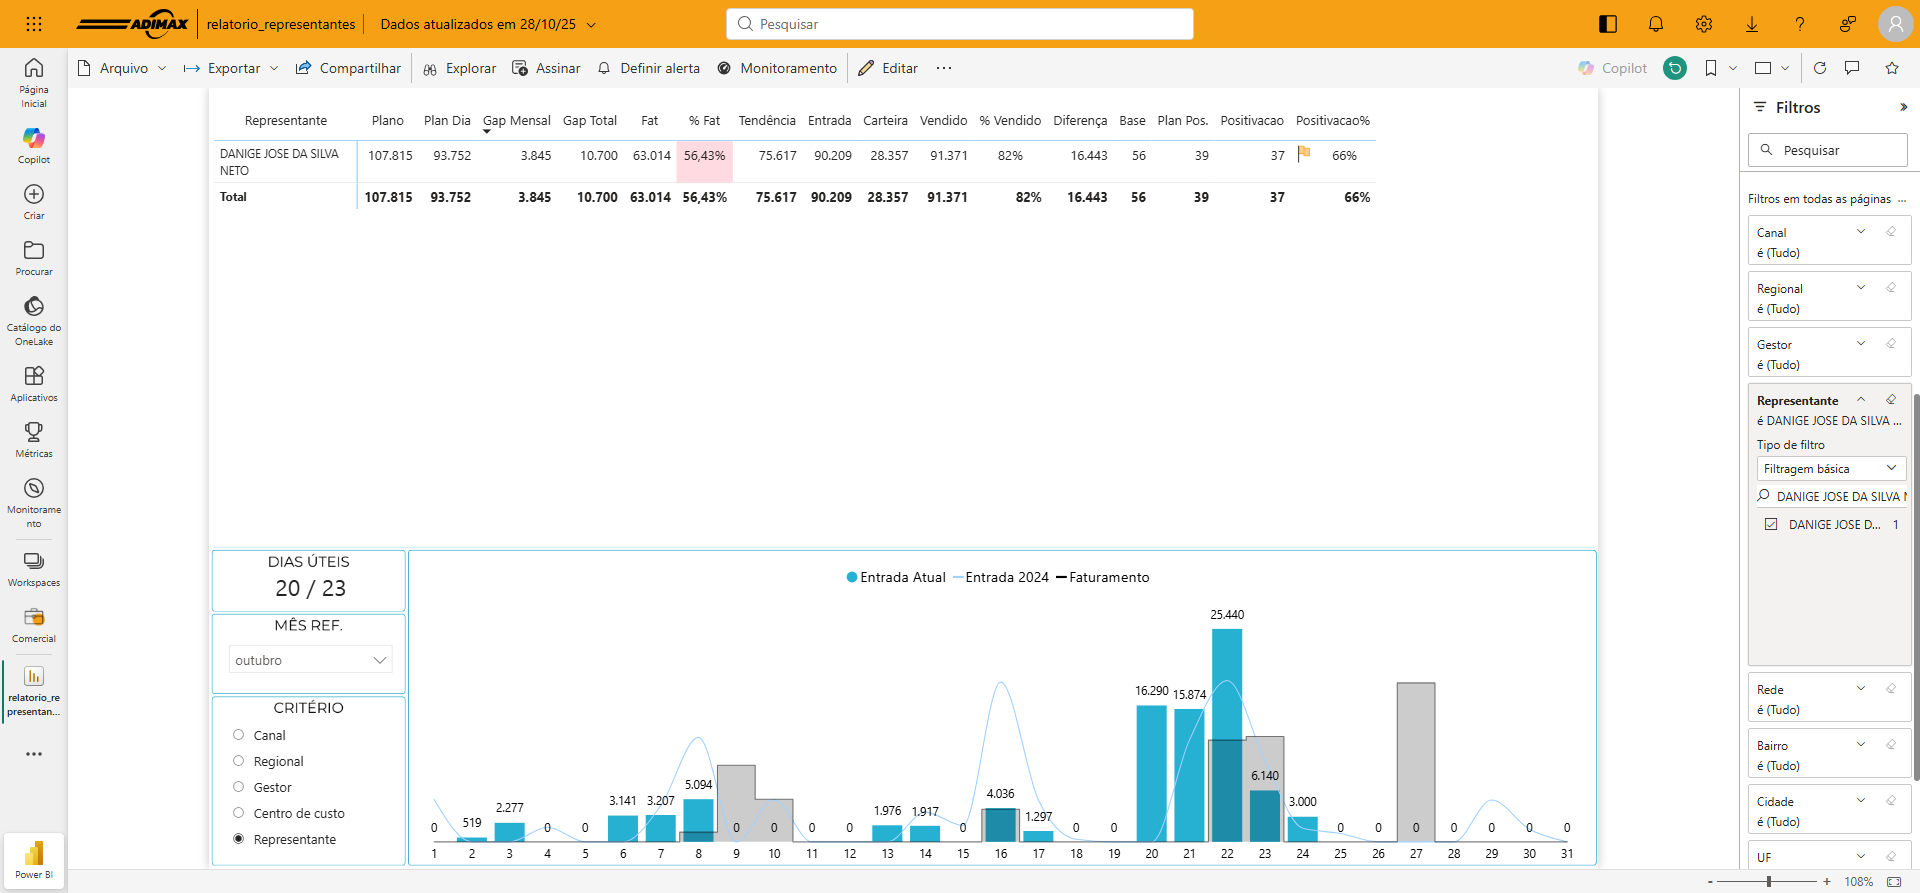 ADIMAX
relatorio_representantes
Dados atualizados em 28/10/25
Pesquisar
Arquivo
Exportar
Compartilhar
Explorar
Assinar
Definir alerta
Monitoramento
Editar
Copilot
Página Inicial
Copilot
Criar
Procurar
Catálogo do OneLake
Aplicativos
Métricas
Monitorame
nto
Workspaces
Comercial
relatorio_re
presentan...
Power BI
Representante Plano Plan Dia Gap Mensal Gap Total Fat % Fat Tendência Entrada Carteira Vendido % Vendido Diferença Base Plan Pos. Positivacao Positivacao%
DANIGE JOSE DA SILVA NETO 107.815 93.752 3.845 10.700 63.014 56,43% 75.617 90.209 28.357 91.371 82% 16.443 56 39 37 66%
Total 107.815 93.752 3.845 10.700 63.014 56,43% 75.617 90.209 28.357 91.371 82% 16.443 56 39 37 66%
DIAS ÚTEIS
20 / 23
MÊS REF.
outubro
CRITÉRIO
Canal
Regional
Gestor
Centro de custo
Representante
Entrada Atual Entrada 2024 Faturamento
0 519 2.277 0 0 3.141 3.207 5.094 0 0 0 0 1.976 1.917 0 4.036 1.297 0 0 16.290 15.874 25.440 6.140 3.000 0 0 0 0 0 0 0
1 2 3 4 5 6 7 8 9 10 11 12 13 14 15 16 17 18 19 20 21 22 23 24 25 26 27 28 29 30 31
Filtros
Pesquisar
Filtros em todas as páginas ...
Canal
é (Tudo)
Regional
é (Tudo)
Gestor
é (Tudo)
Representante
é DANIGE JOSE DA SILVA ...
Tipo de filtro
Filtragem básica
DANIGE JOSE DA SILVA N
DANIGE JOSE D... 1
Rede
é (Tudo)
Bairro
é (Tudo)
Cidade
é (Tudo)
UF
- + 108%